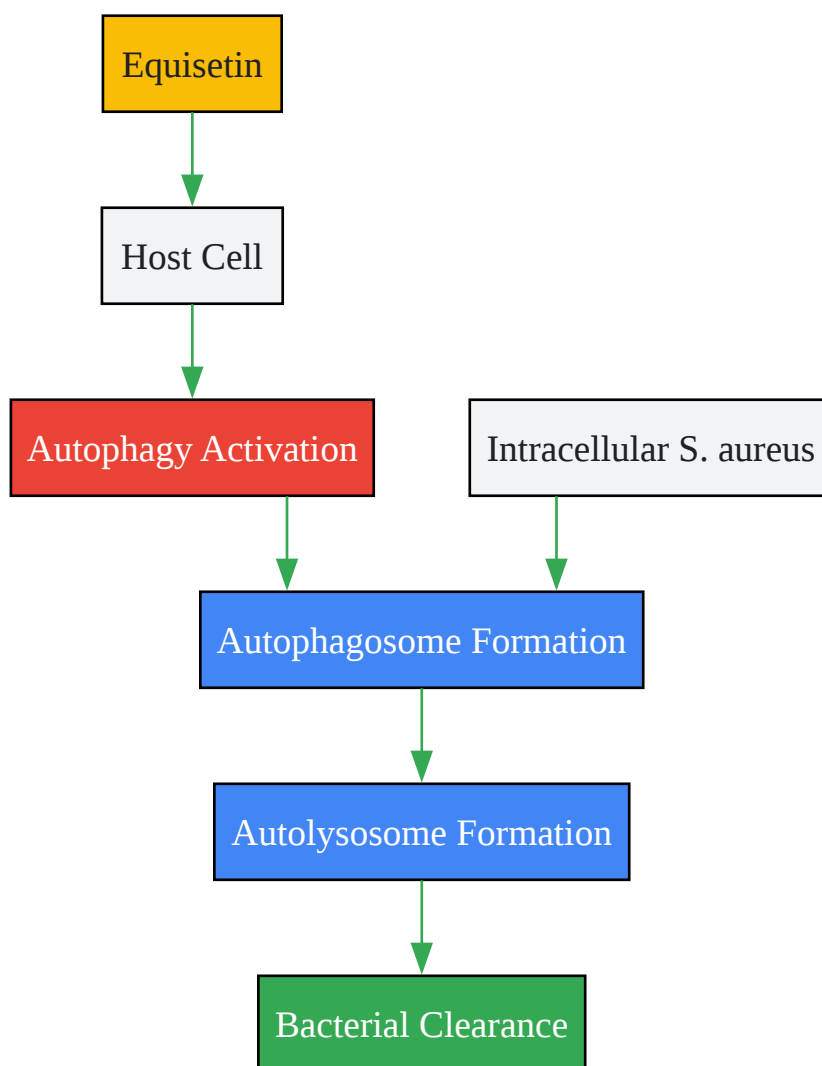 Equisetin
Host Cell
Autophagy Activation
Intracellular S. aureus
Autophagosome Formation
Autolysosome Formation
Bacterial Clearance